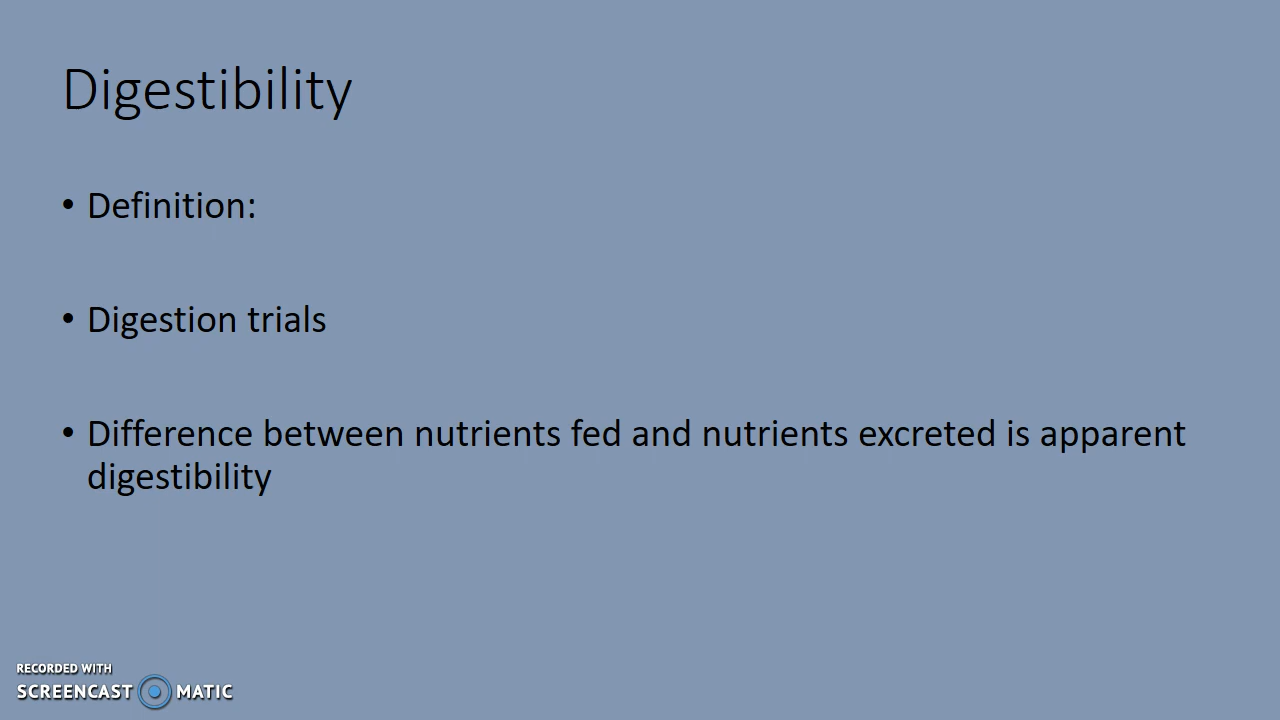 Digestibility
• Definition:
• Digestion trials
• Difference between nutrients fed and nutrients excreted is apparent
digestibility
RECORDED WITH
SCREENCAST MATIC